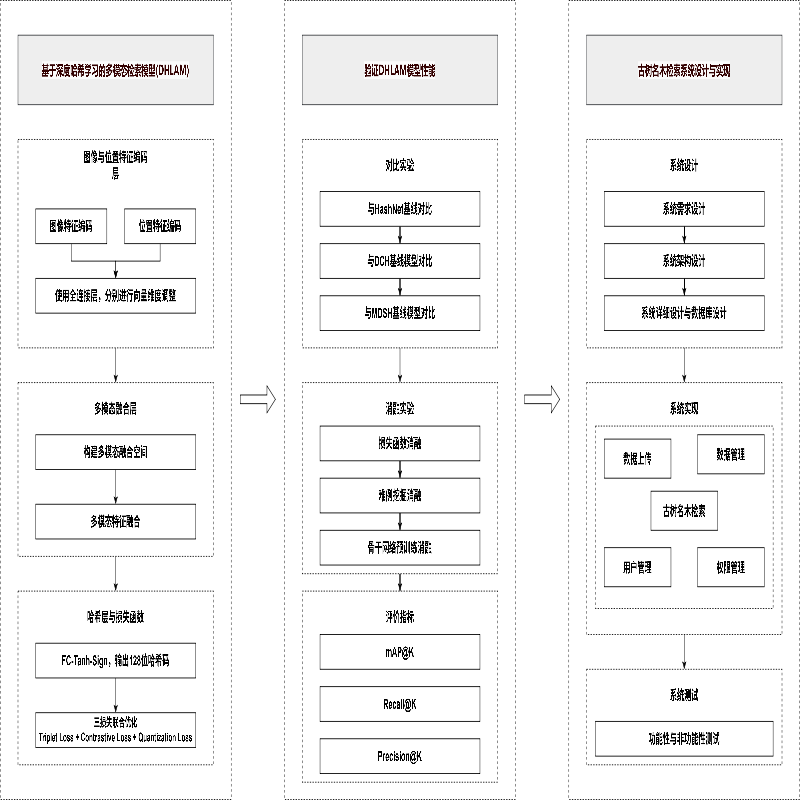 基于深度哈希学习的多模态检索模型(DHLAM)
图像与位置特征编码
层
图像特征编码
位置特征编码
使用全连接层，分别进行向量维度调整
多模态融合层
构建多模态融合空间
多模态特征融合
哈希层与损失函数
FC-Tanh-Sign，输出128位哈希码
三损失联合优化
Triplet Loss + Contrastive Loss + Quantization Loss
验证DHLAM模型性能
对比实验
与HashNet基线对比
与DCH基线模型对比
与MDSH基线模型对比
消融实验
损失函数消融
难例挖掘消融
骨干网络预训练消融
评价指标
mAP@K
Recall@K
Precision@K
古树名木检索系统设计与实现
系统设计
系统需求设计
系统架构设计
系统详细设计与数据库设计
系统实现
数据上传
数据管理
古树名木检索
用户管理
权限管理
系统测试
功能性与非功能性测试